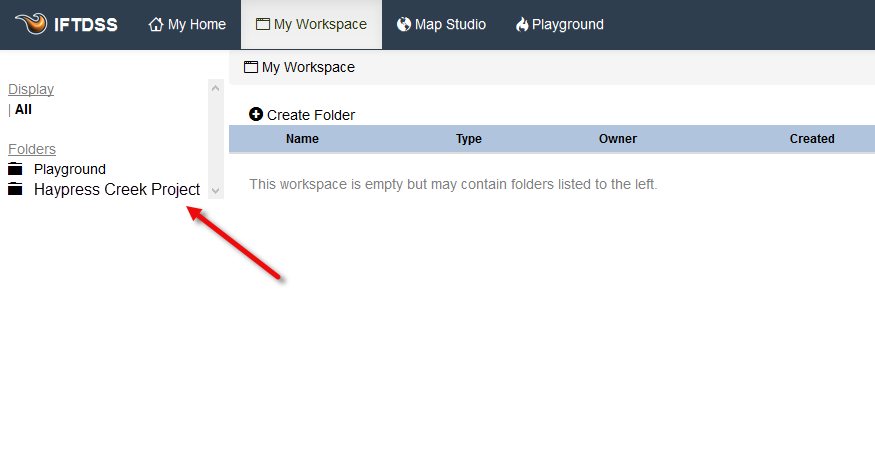 IFTDSS My Home My Workspace Map Studio Playground
My Workspace
Display
| All
Create Folder
Name Type Owner Created
Folders
Playground
Haypress Creek Project
This workspace is empty but may contain folders listed to the left.